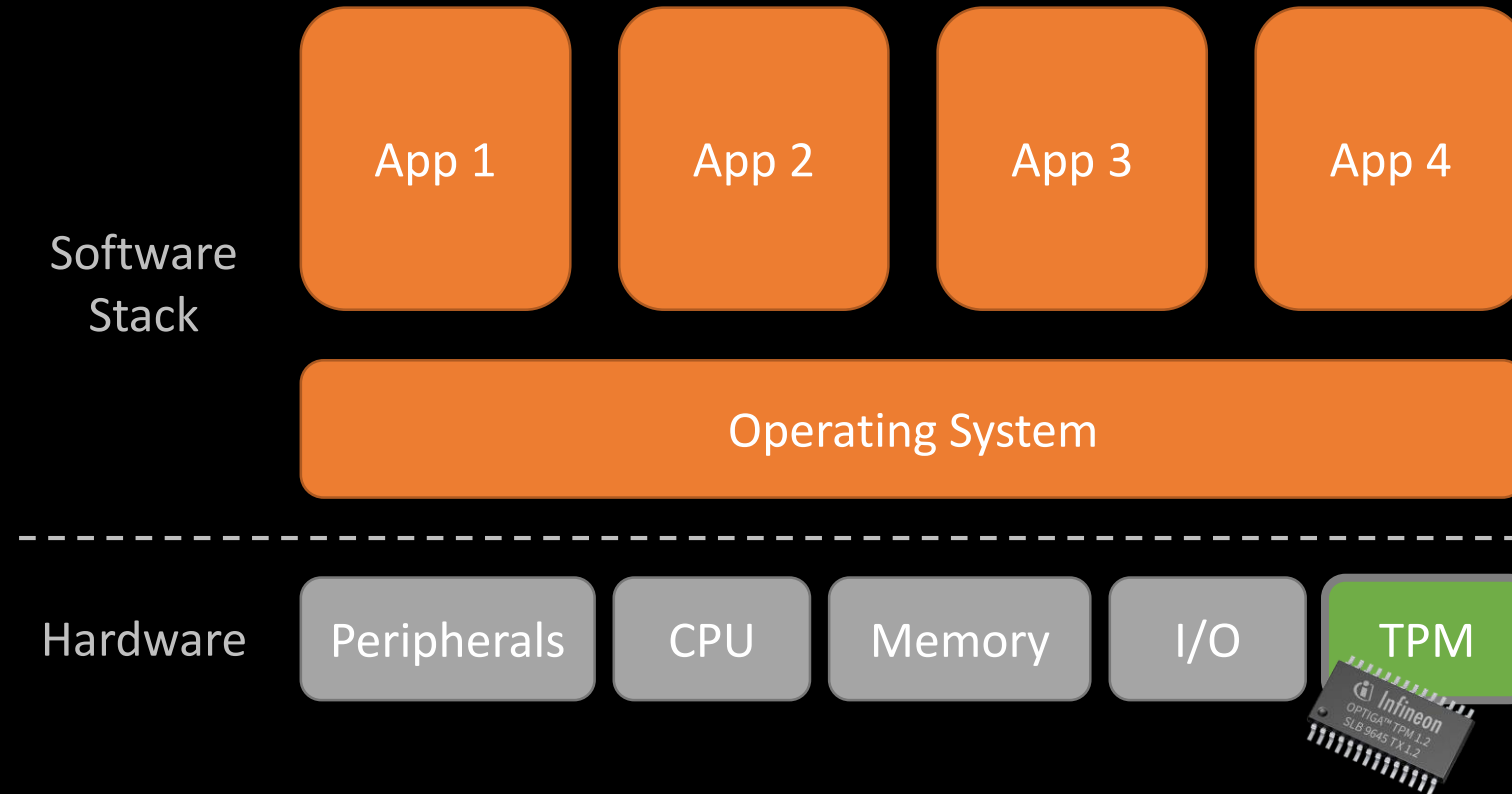 App 1
App 2
App 3
App 4
Software
Stack
Operating System
Hardware
Peripherals
CPU
Memory
I/O
TPM
Infineon
OPTIGA™ TPM 1.2
SLB 9645 TX 1.2